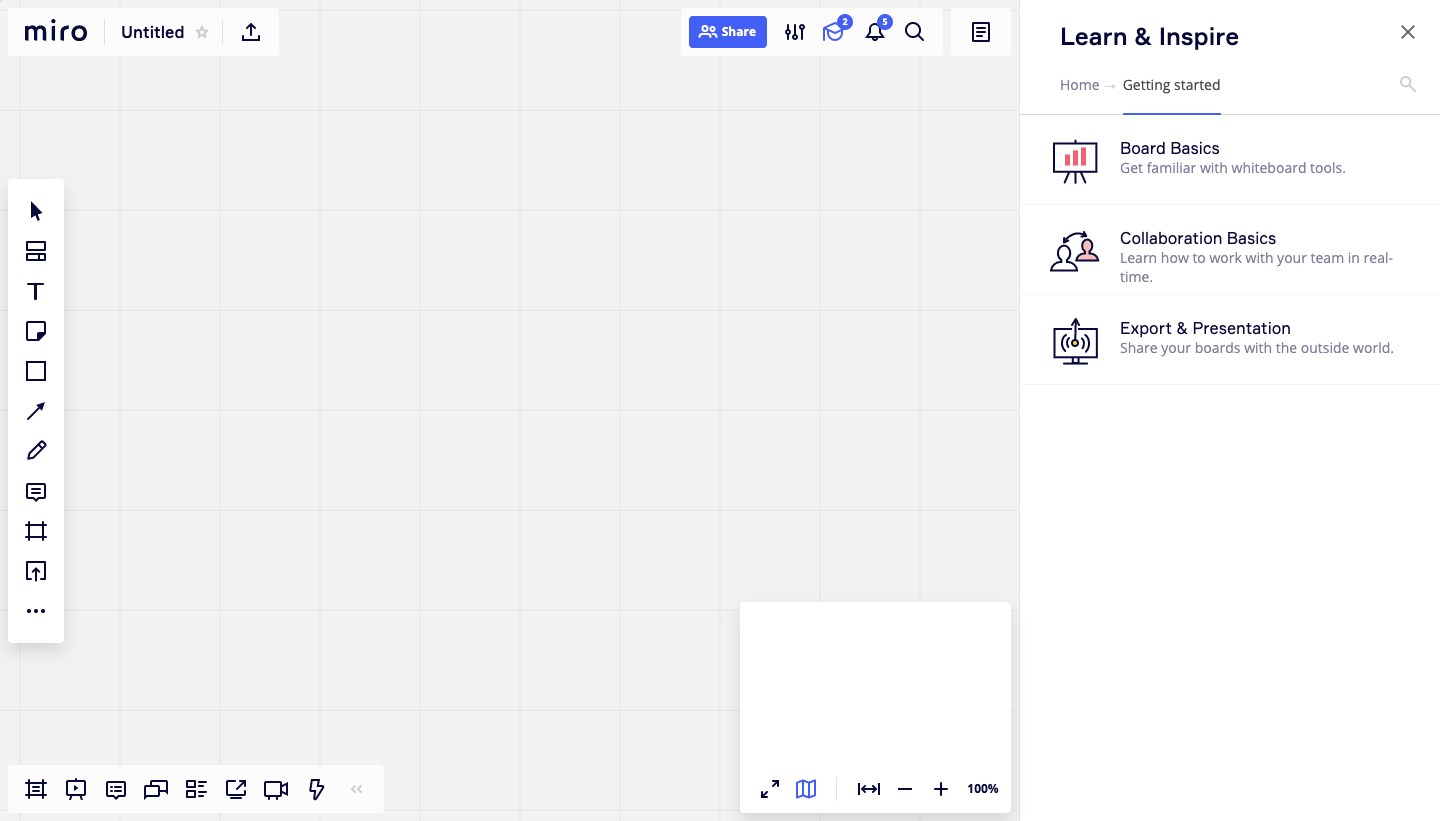 miro
Untitled
Share
2
5
Learn & Inspire
Home → Getting started
Board Basics
Get familiar with whiteboard tools.
Collaboration Basics
Learn how to work with your team in real-
time.
Export & Presentation
Share your boards with the outside world.
100%